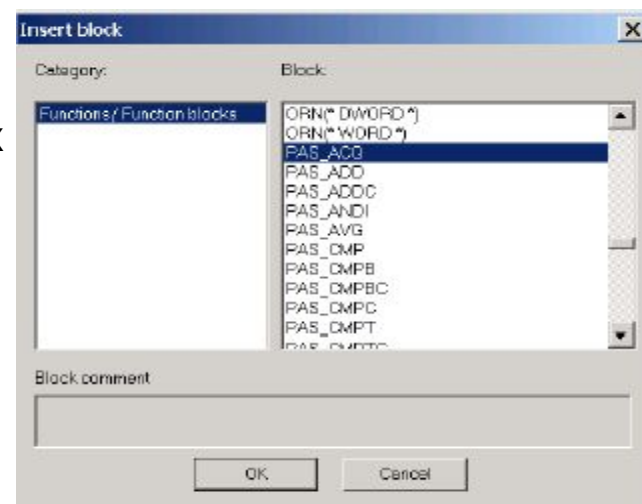 Insert block
Category:
Block:
Functions/ Function blocks
ORN(* DWORD *)
ORN(* WORD *)
PAS_ACG
PAS_ADD
PAS_ADDC
PAS_ANDI
PAS_AVG
PAS_CMP
PAS_CMPB
PAS_CMPBC
PAS_CMPC
PAS_CMPT
Block comment
OK
Cancel